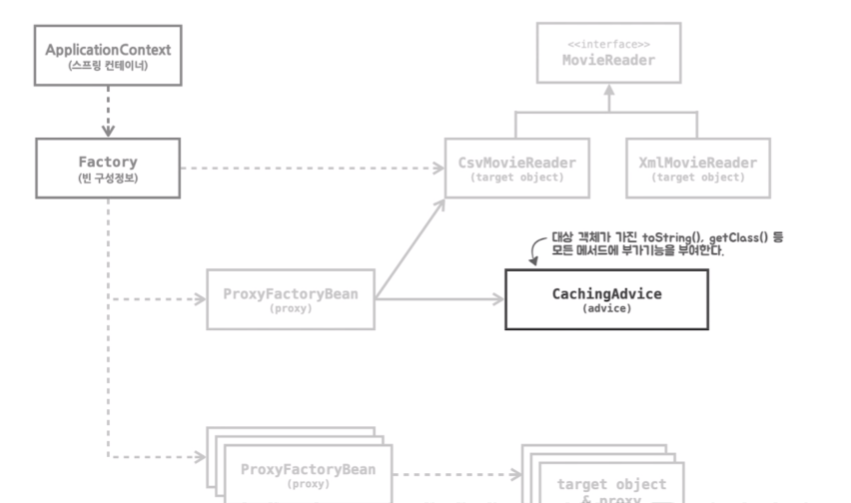 ApplicationContext
(스프링 컨테이너)
<<interface>>
MovieReader
Factory
(빈 구성정보)
CsvMovieReader
(target object)
XmlMovieReader
(target object)
대상 객체가 가진 toString(), getClass() 등
모든 메서드에 부가기능을 부여한다.
ProxyFactoryBean
(proxy)
CachingAdvice
(advice)
ProxyFactoryBean
(proxy)
target object
& proxy